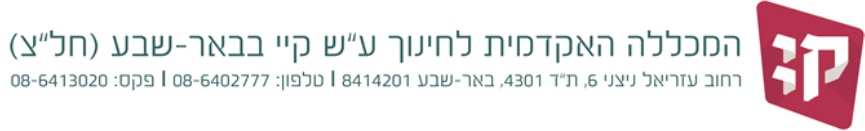 המכללה האקדמית לחינוך ע"ש קיי בבאר-שבע (חל"צ)
רחוב עזריאל ניצני 6, ת"ד 4301, באר-שבע 8414201 | טלפון: 08-6402777 | פקס: 08-6413020
קיי